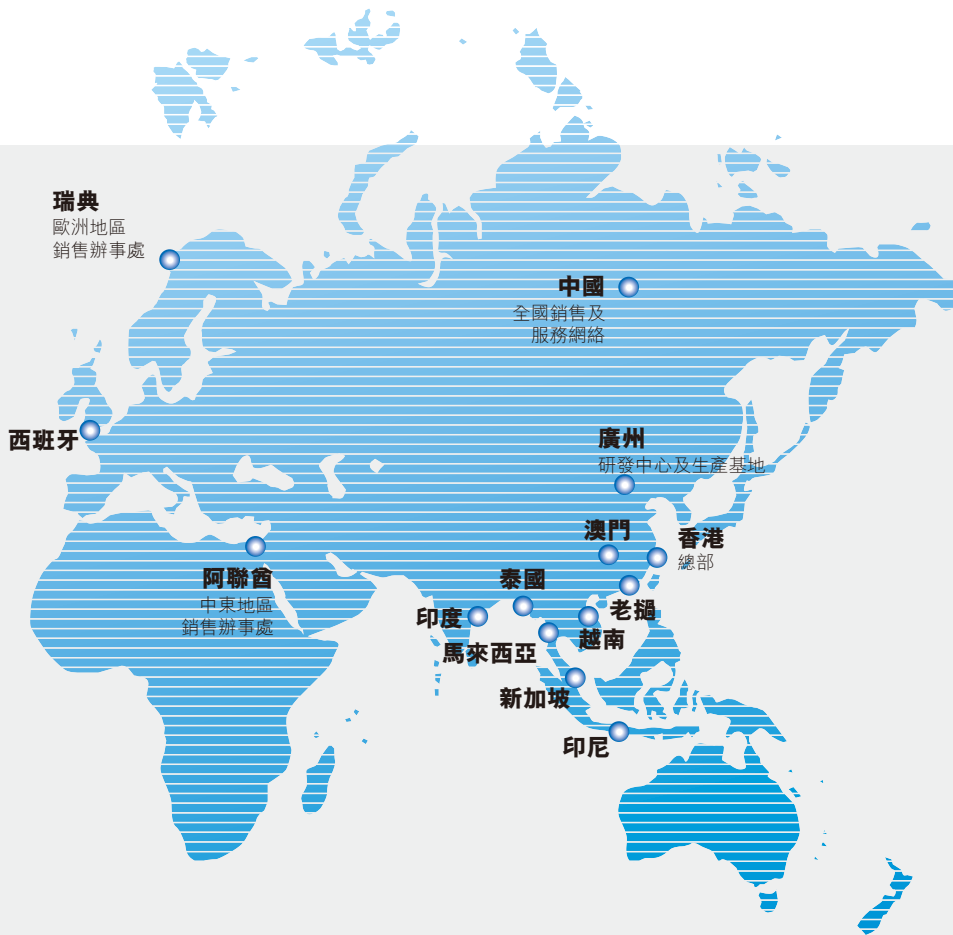 瑞典
歐洲地區
銷售辦事處
中國
全國銷售及
服務網絡
西班牙
廣州
研發中心及生產基地
澳門
香港
總部
阿聯酋
中東地區
銷售辦事處
泰國
印度
老撾
越南
馬來西亞
新加坡
印尼